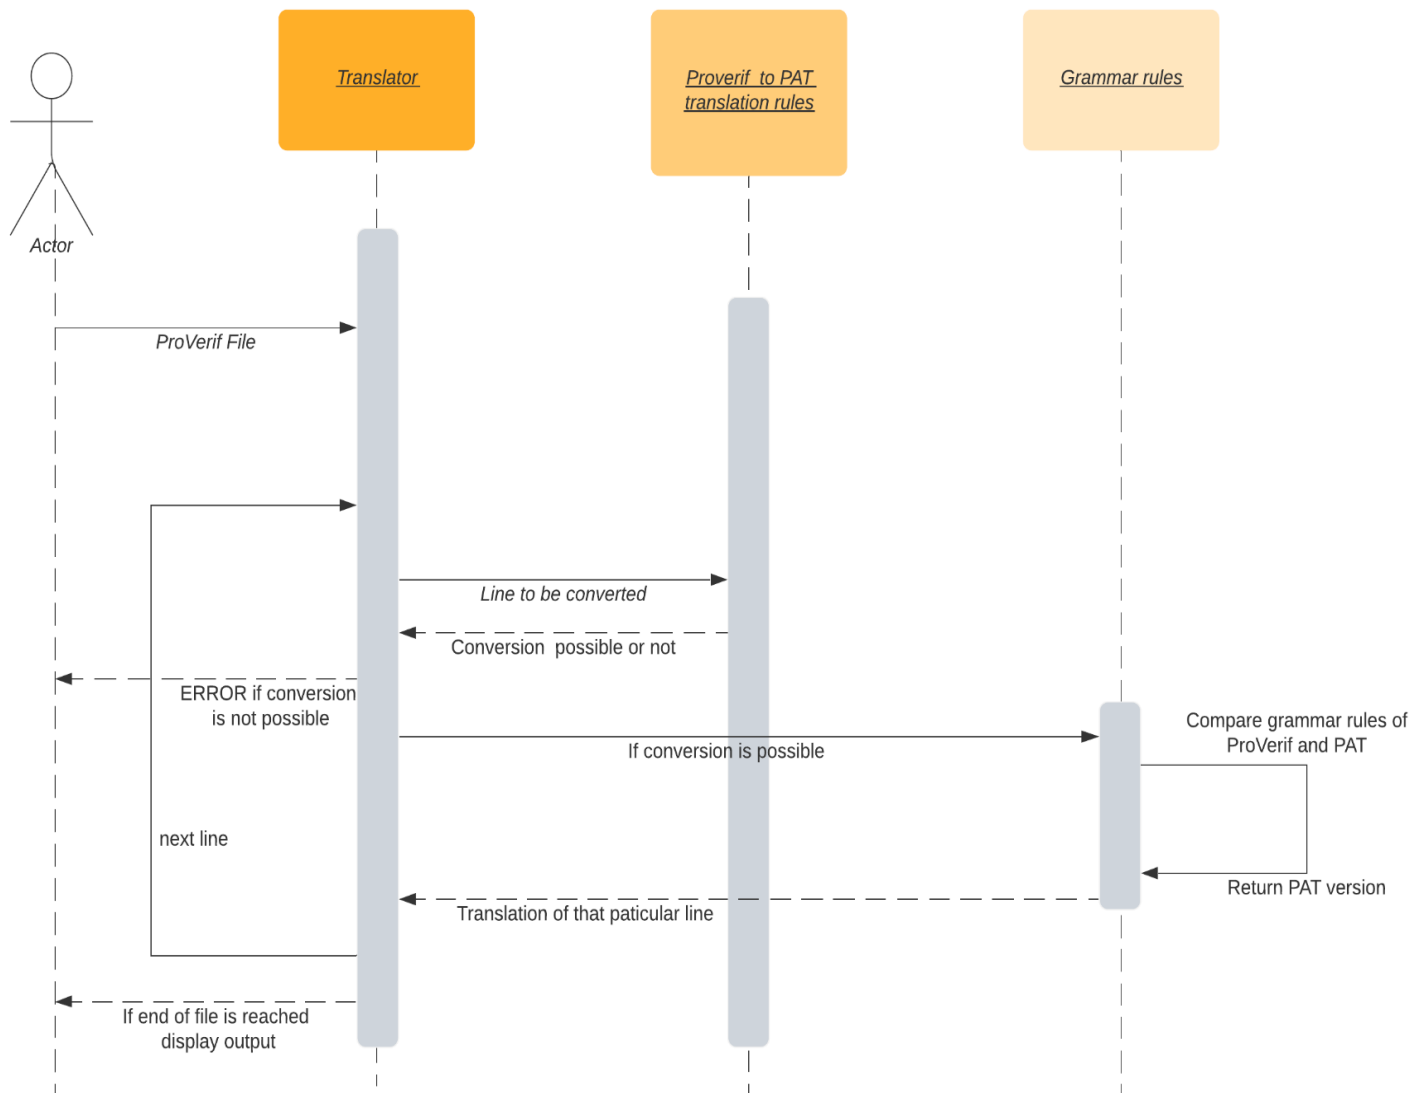 Translator
Proverif  to PAT
translation rules
Grammar rules
Actor
ProVerif File
Line to be converted
Conversion  possible or not
ERROR if conversion
is not possible
If conversion is possible
Compare grammar rules of
ProVerif and PAT
next line
Return PAT version
Translation of that paticular line
If end of file is reached
display output